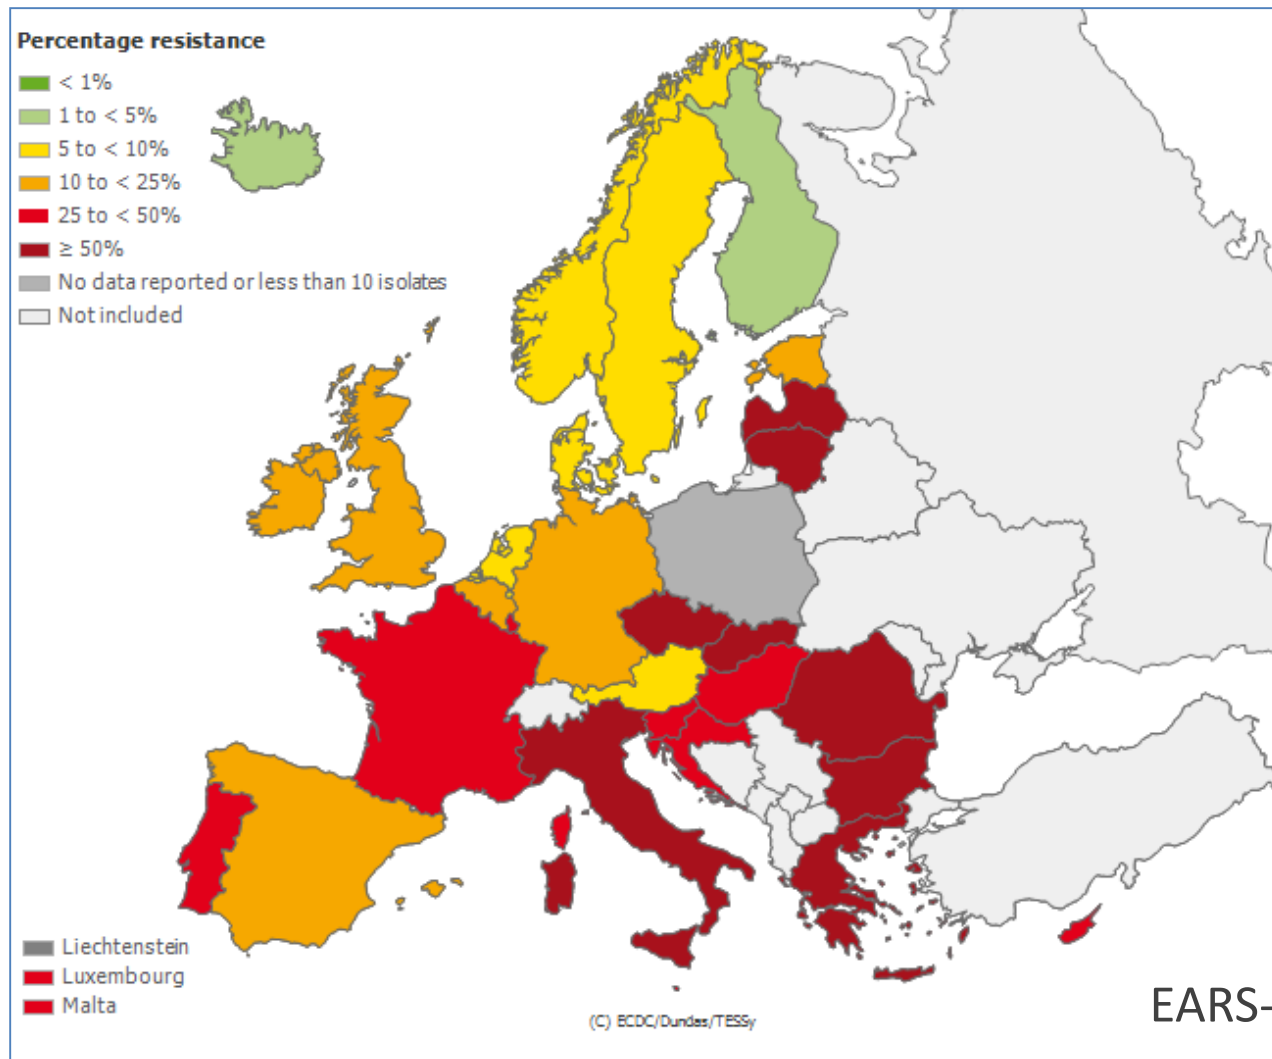 Percentage resistance
< 1%
1 to < 5%
5 to < 10%
10 to < 25%
25 to < 50%
≥ 50%
No data reported or less than 10 isolates
Not included
Liechtenstein
Luxembourg
Malta
(C) ECDC/Dundas/TESSy
EARS-